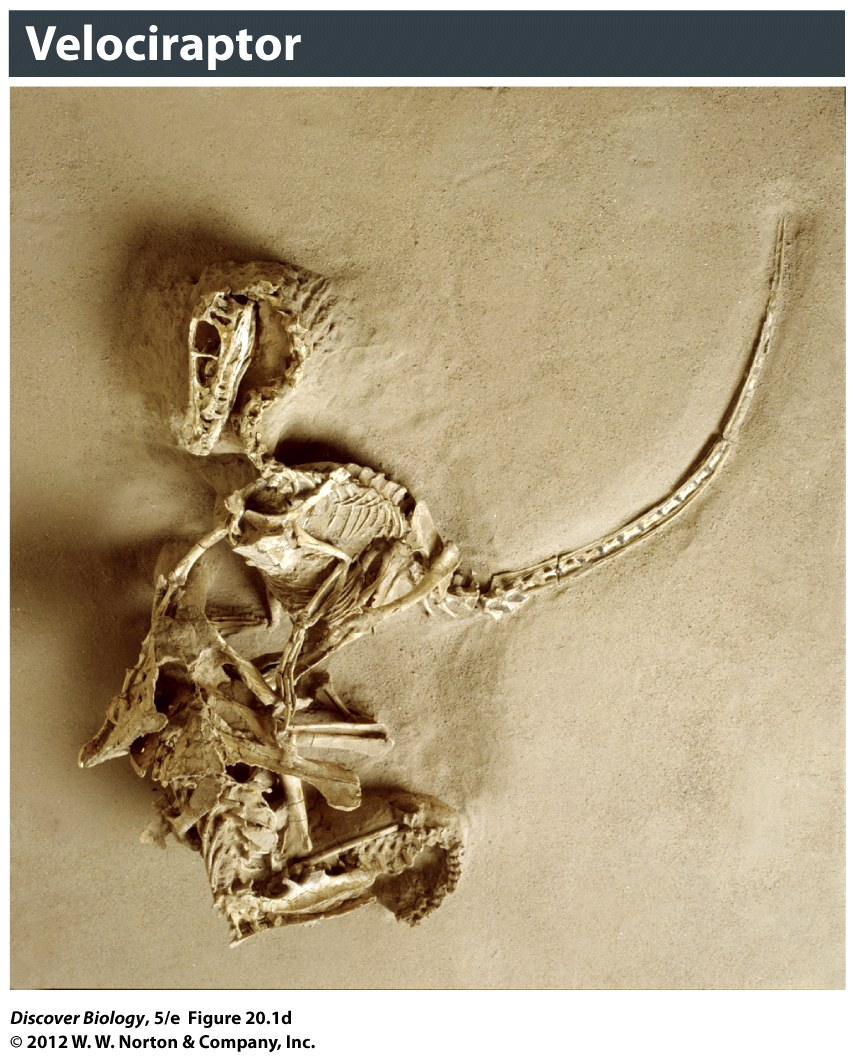 Velociraptor
Discover Biology, 5/e Figure 20.1d
© 2012 W. W. Norton & Company, Inc.